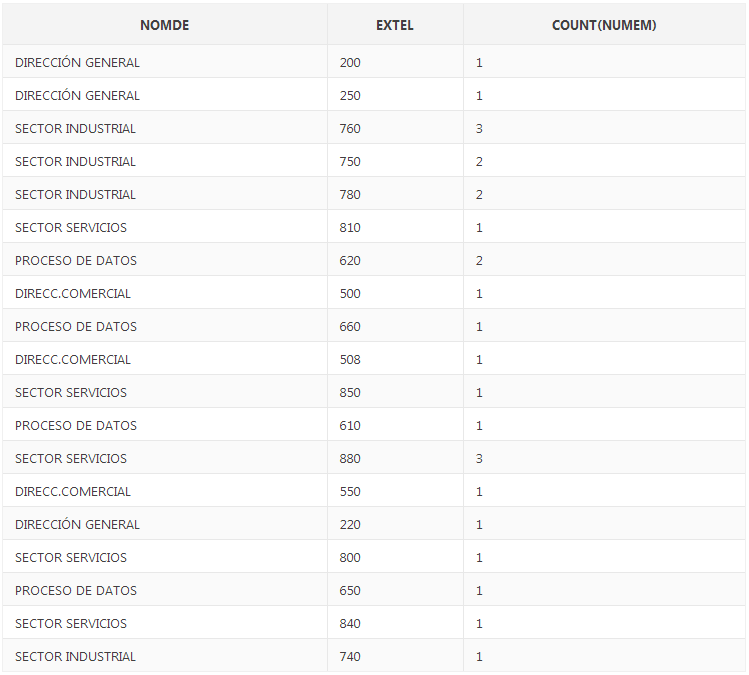 NOMDE EXTEL COUNT(NUMEM)
DIRECCIÓN GENERAL 200 1
DIRECCIÓN GENERAL 250 1
SECTOR INDUSTRIAL 760 3
SECTOR INDUSTRIAL 750 2
SECTOR INDUSTRIAL 780 2
SECTOR SERVICIOS 810 1
PROCESO DE DATOS 620 2
DIRECC.COMERCIAL 500 1
PROCESO DE DATOS 660 1
DIRECC.COMERCIAL 508 1
SECTOR SERVICIOS 850 1
PROCESO DE DATOS 610 1
SECTOR SERVICIOS 880 3
DIRECC.COMERCIAL 550 1
DIRECCIÓN GENERAL 220 1
SECTOR SERVICIOS 800 1
PROCESO DE DATOS 650 1
SECTOR SERVICIOS 840 1
SECTOR INDUSTRIAL 740 1